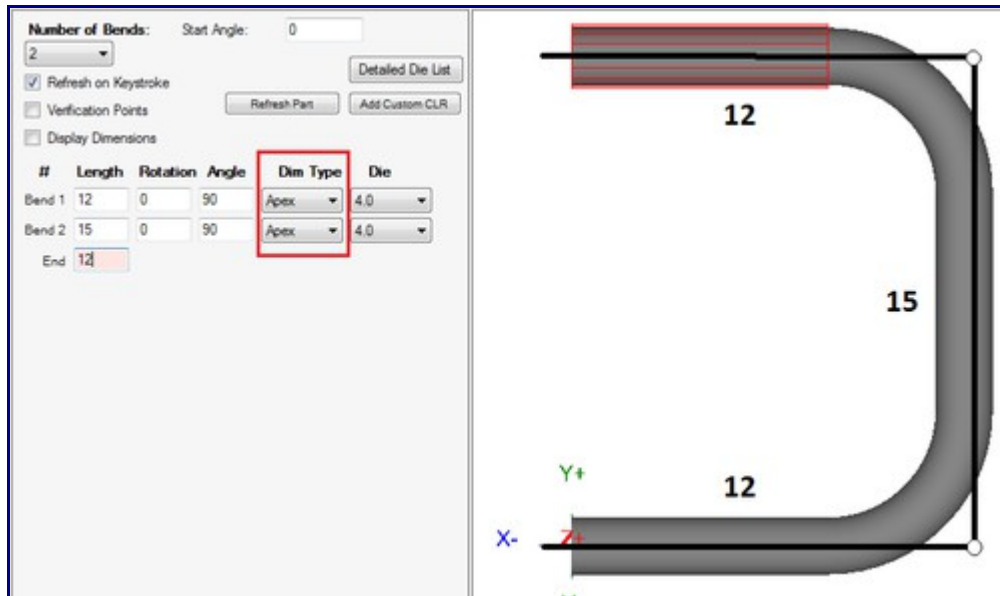 Number of Bends: Start Angle: 0
2
Refresh on Keystroke
Detailed Die List
Verification Points
Refresh Part
Add Custom CLR
Display Dimensions
# Length Rotation Angle Dim Type Die
Bend 1 12 0 90 Apex 4.0
Bend 2 15 0 90 Apex 4.0
End 12
12
15
12
Y+
X- Z+